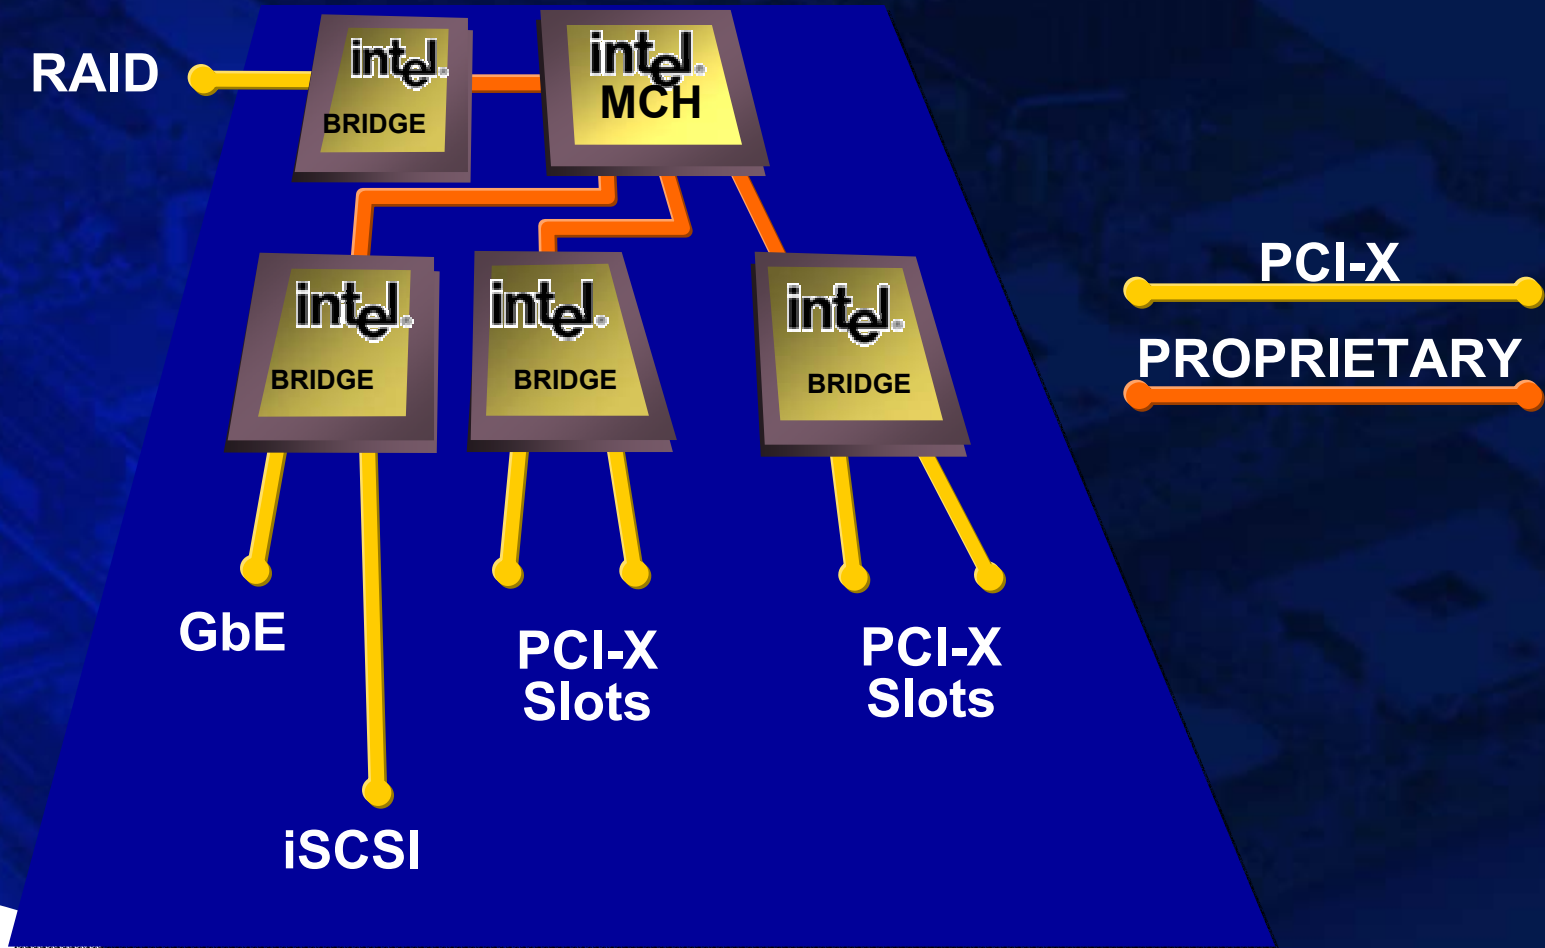 RAID
intel.
BRIDGE
intel.
MCH
intel.
BRIDGE
intel.
BRIDGE
intel.
BRIDGE
PCI-X
PROPRIETARY
GbE
PCI-X
Slots
PCI-X
Slots
iSCSI